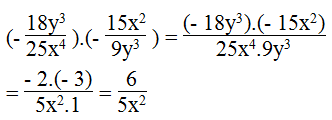 (- 18y³/25x⁴).(- 15x²/9y³) = (- 18y³).(- 15x²)/25x⁴.9y³
= - 2.(- 3)/5x².1 = 6/5x²